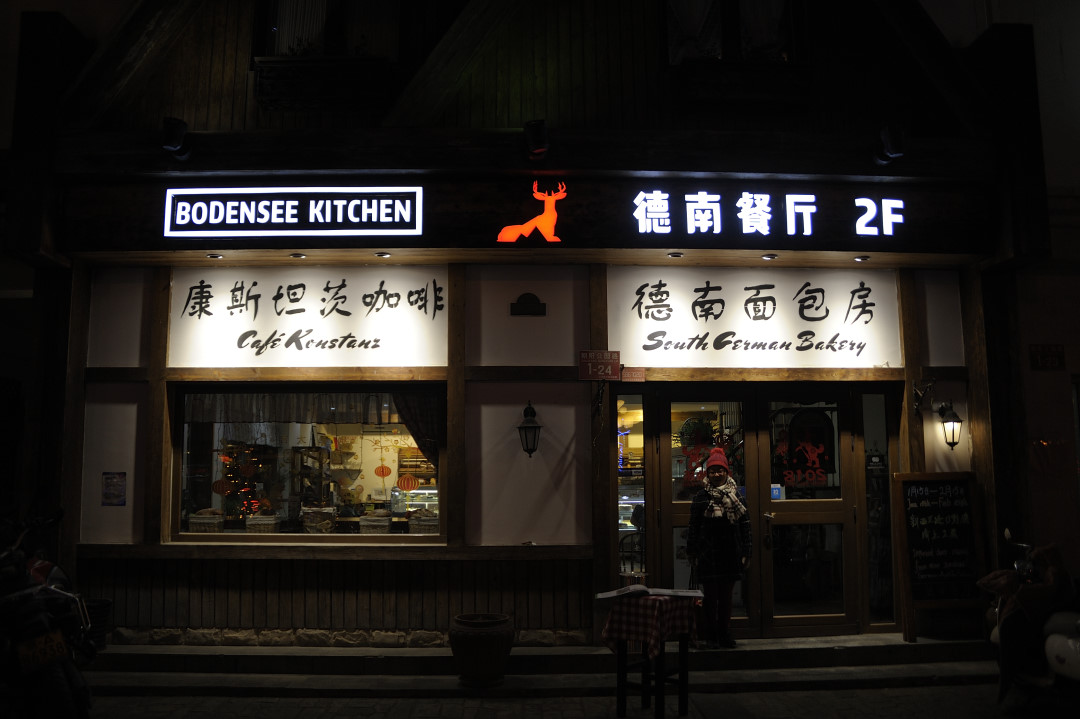 BODENSEE KITCHEN
德南餐厅 2F
康斯坦茨咖啡
Café Konstanz
德南面包房
South German Bakery
1-24
2016